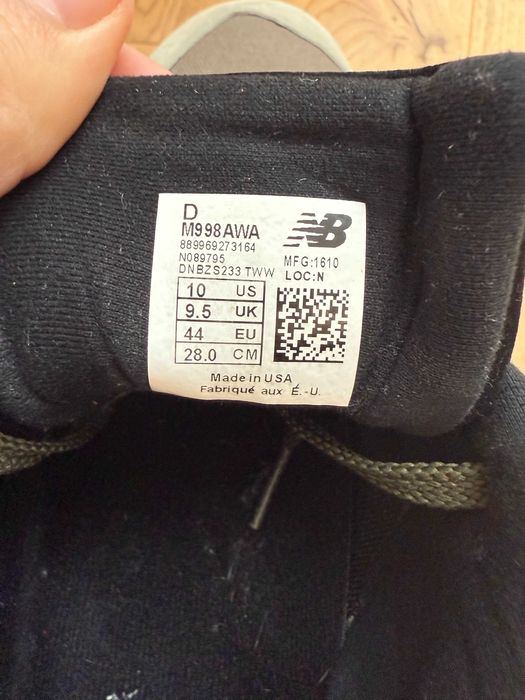 D
M998AWA
889969273164
N089795
DNBZS233 TWW
NB
MFG:1610
LOC:N
10 US
9.5 UK
44 EU
28.0 CM
Made in USA
Fabriqué aux É.-U.